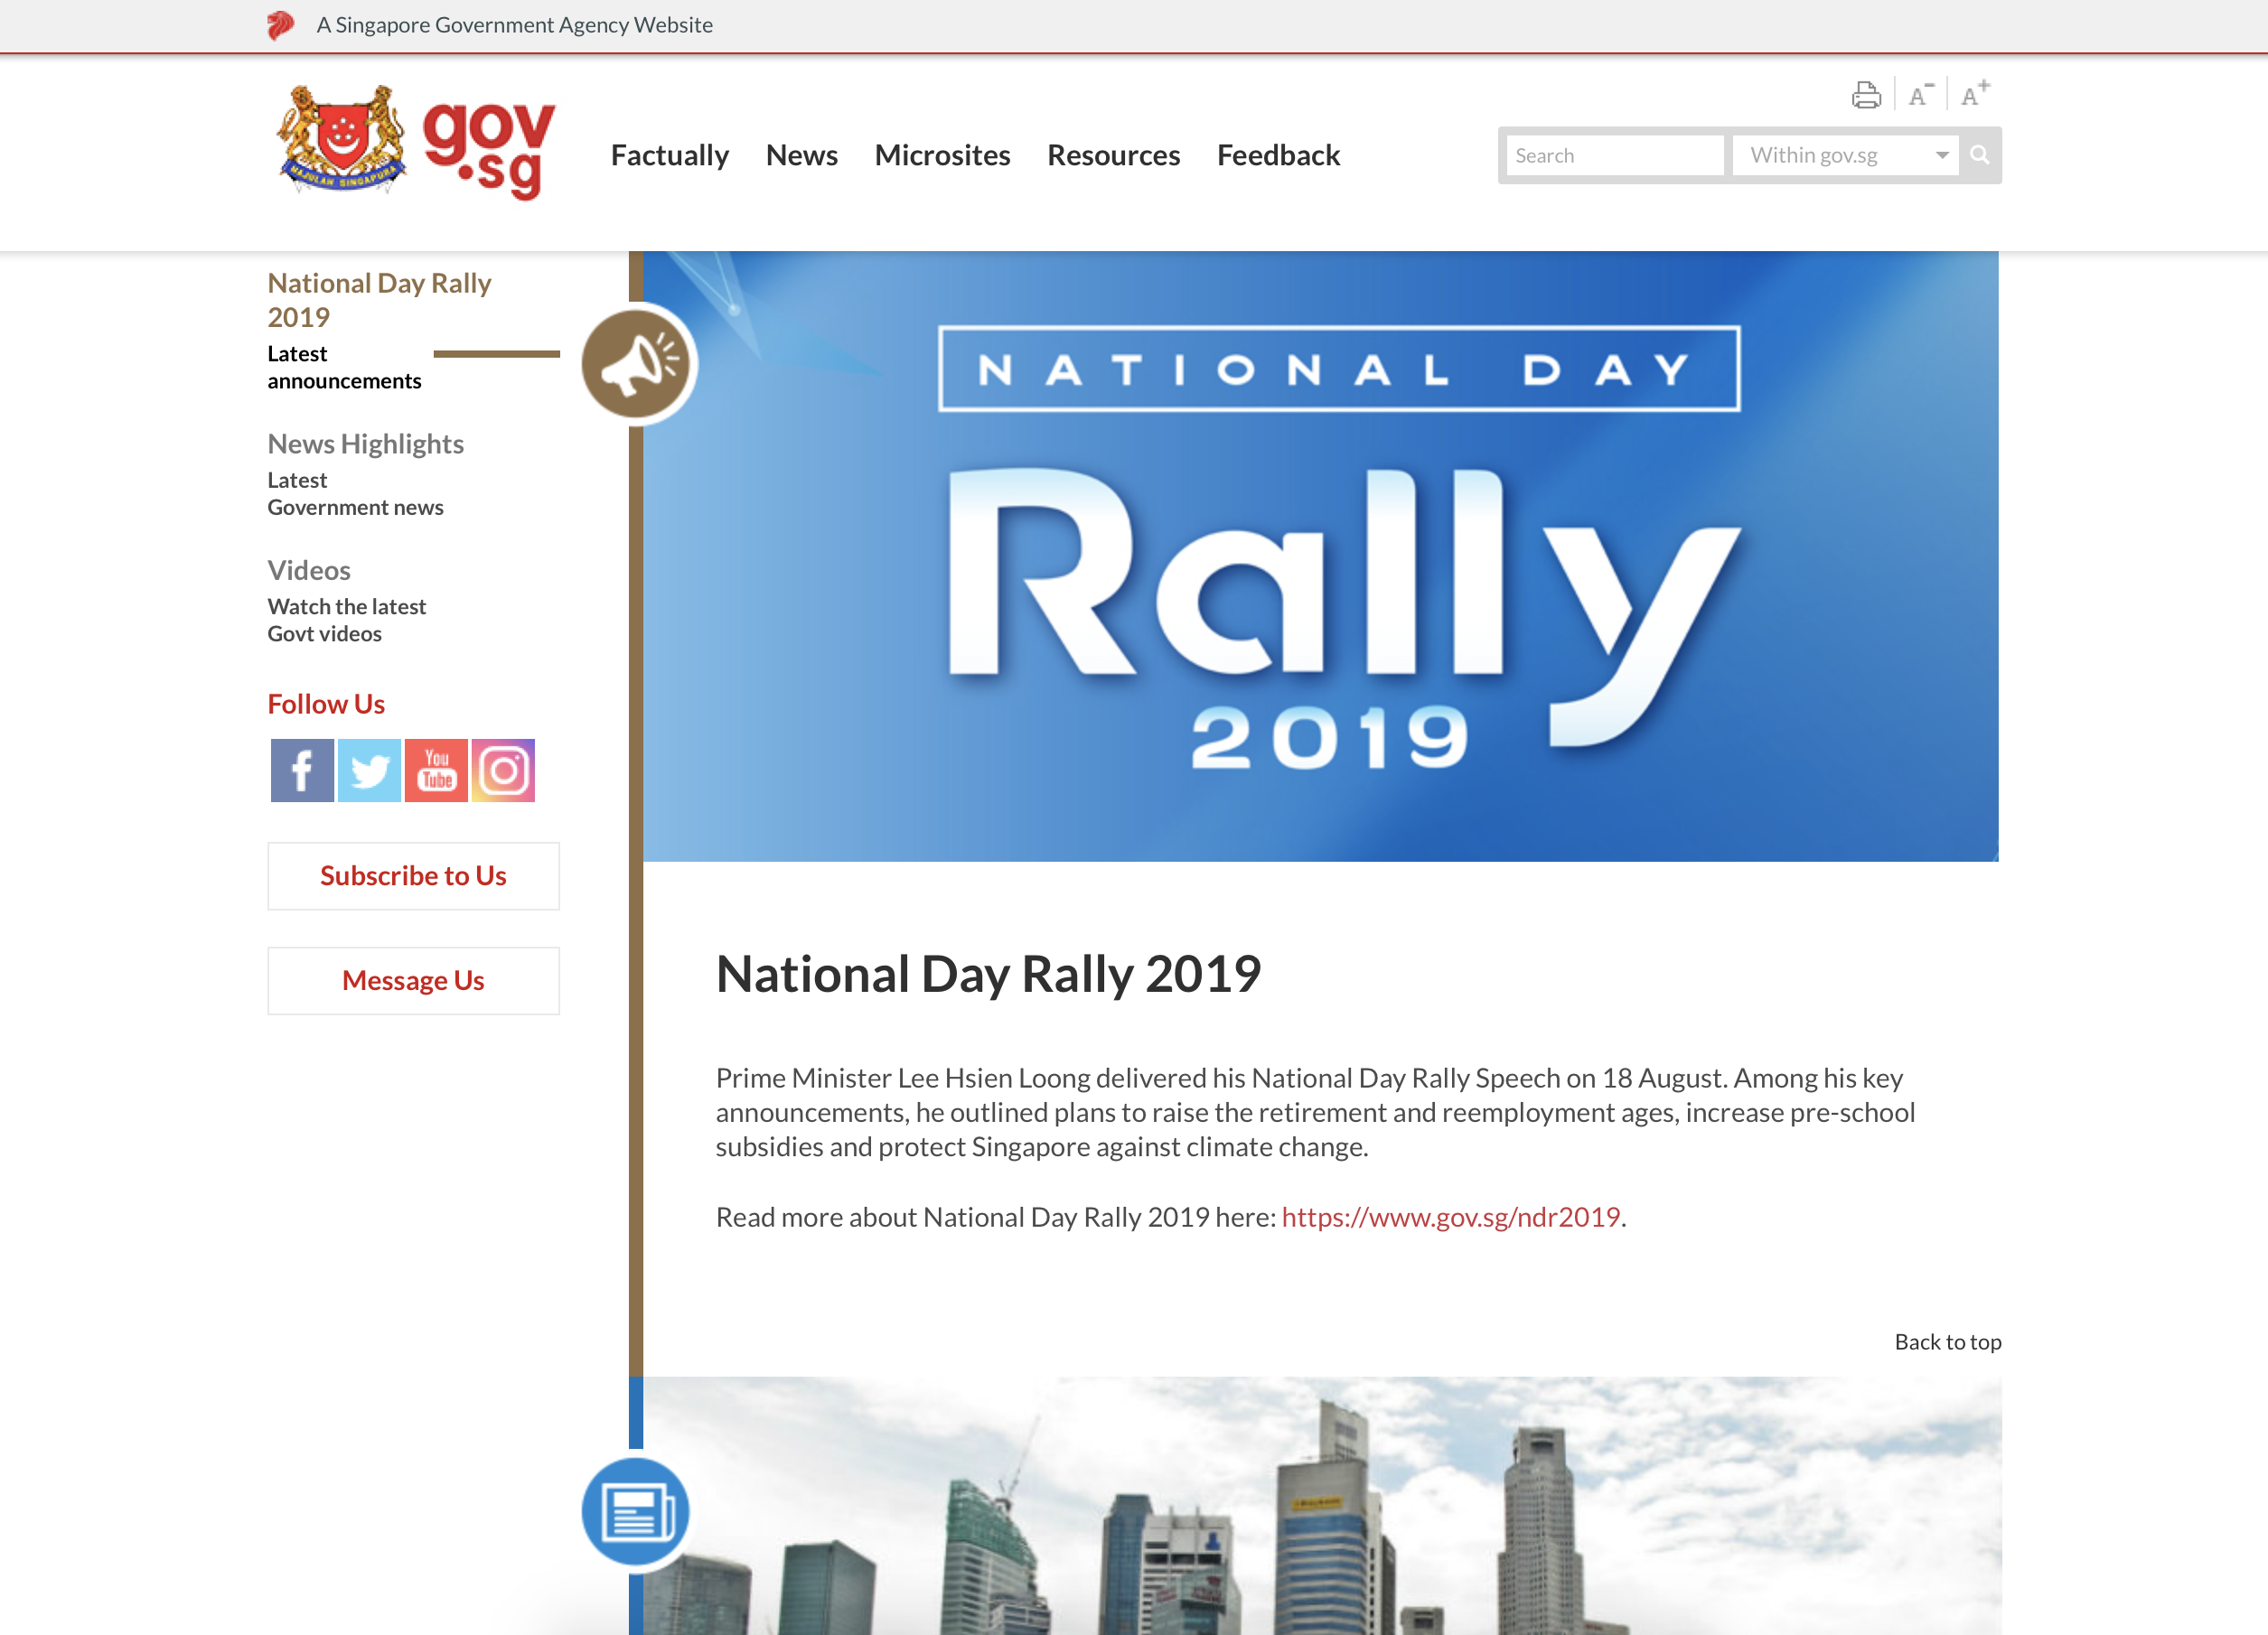 A Singapore Government Agency Website
MAJULAH SINGAPURA
gov
.sg
Factually
News
Microsites
Resources
Feedback
A-
A+
Search
Within gov.sg
National Day Rally
2019
Latest
announcements
News Highlights
Latest
Government news
Videos
Watch the latest
Govt videos
Follow Us
f
You
Tube
Subscribe to Us
Message Us
NATIONAL DAY
Rally
2019
National Day Rally 2019
Prime Minister Lee Hsien Loong delivered his National Day Rally Speech on 18 August. Among his key
announcements, he outlined plans to raise the retirement and reemployment ages, increase pre-school
subsidies and protect Singapore against climate change.
Read more about National Day Rally 2019 here: https://www.gov.sg/ndr2019.
Back to top